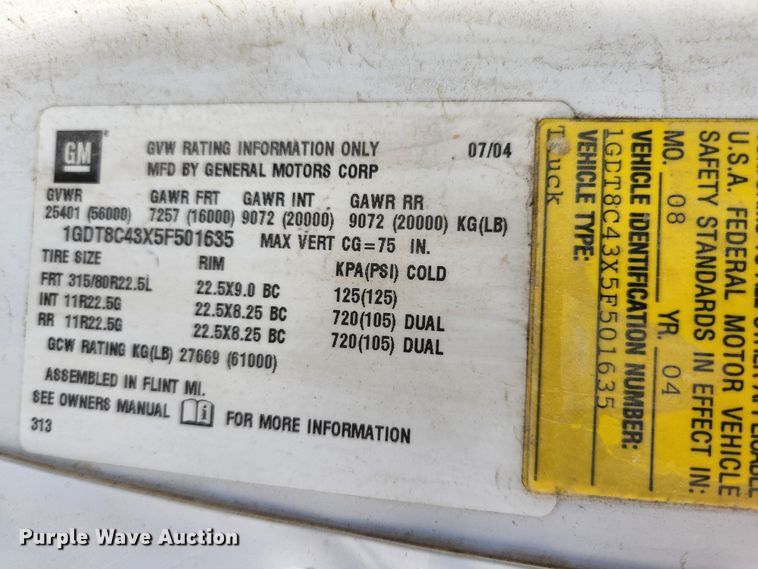 GM
GVW RATING INFORMATION ONLY 07/04
MFD BY GENERAL MOTORS CORP
GVWR GAWR FRT GAWR INT GAWR RR
25401 (56000) 7257 (16000) 9072 (20000) 9072 (20000) KG(LB)
1GDT8C43X5F501635 MAX VERT CG=75 IN.
TIRE SIZE RIM KPA(PSI) COLD
FRT 315/80R22.5L 22.5X9.0 BC 125(125)
INT 11R22.5G 22.5X8.25 BC 720(105) DUAL
RR 11R22.5G 22.5X8.25 BC 720(105) DUAL
GCW RATING KG(LB) 27669 (61000)
ASSEMBLED IN FLINT MI.
SEE OWNERS MANUAL i FOR MORE INFORMATION
313
U.S.A. FEDERAL MOTOR VEHICLE
SAFETY STANDARDS IN EFFECT IN:
MO. 08 YR. 04
VEHICLE IDENTIFICATION NUMBER:
1GDT8C43X5F501635
VEHICLE TYPE:
Truck
Purple Wave Auction